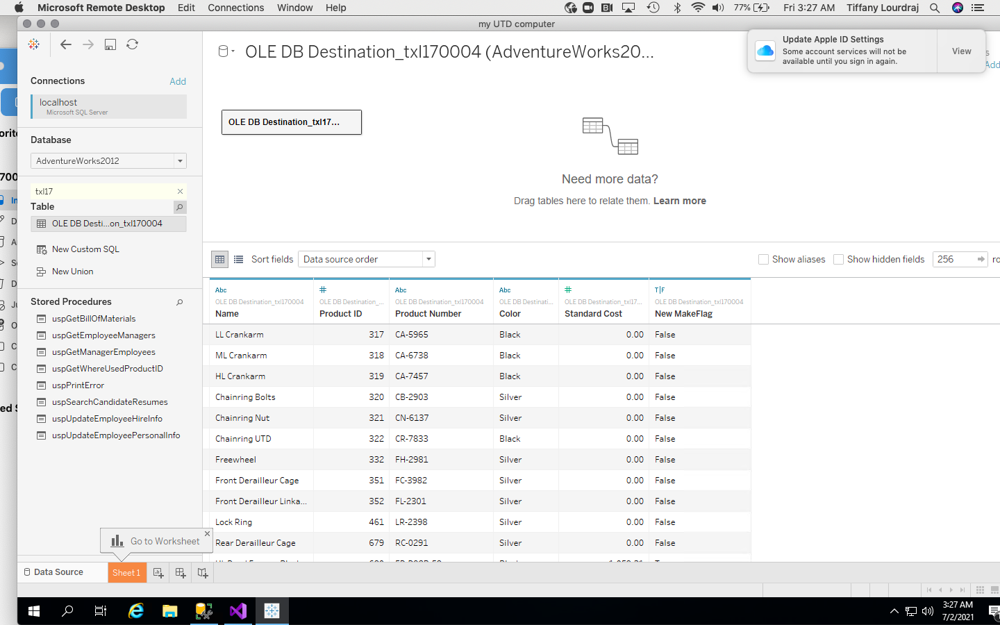 Microsoft Remote Desktop Edit Connections Window Help 77% Fri 3:27 AM Tiffany Lourdraj
my UTD computer
OLE DB Destination_txl170004 (AdventureWorks20...
Update Apple ID Settings
Some account services will not be
available until you sign in again.
View
Add
Connections Add
localhost
Microsoft SQL Server
Database
AdventureWorks2012
txl17
Table
OLE DB Desti...on_txl170004
New Custom SQL
New Union
Stored Procedures
uspGetBillOfMaterials
uspGetEmployeeManagers
uspGetManagerEmployees
uspGetWhereUsedProductID
uspPrintError
uspSearchCandidateResumes
uspUpdateEmployeeHireInfo
uspUpdateEmployeePersonalInfo
OLE DB Destination_txl17...
Need more data?
Drag tables here to relate them. Learn more
Sort fields Data source order Show aliases Show hidden fields 256 ro
Abc # Abc Abc # T|F
OLE DB Destination_txl170004 OLE DB Destination_... OLE DB Destination_txl170004 OLE DB Destinati... OLE DB Destination_txl17... OLE DB Destination_txl170004
Name Product ID Product Number Color Standard Cost New MakeFlag
LL Crankarm 317 CA-5965 Black 0.00 False
ML Crankarm 318 CA-6738 Black 0.00 False
HL Crankarm 319 CA-7457 Black 0.00 False
Chainring Bolts 320 CB-2903 Silver 0.00 False
Chainring Nut 321 CN-6137 Silver 0.00 False
Chainring UTD 322 CR-7833 Black 0.00 False
Freewheel 332 FH-2981 Silver 0.00 False
Front Derailleur Cage 351 FC-3982 Silver 0.00 False
Front Derailleur Linka... 352 FL-2301 Silver 0.00 False
Lock Ring 461 LR-2398 Silver 0.00 False
Rear Derailleur Cage 679 RC-0291 Silver 0.00 False
Go to Worksheet
Data Source Sheet 1
3:27 AM
7/2/2021